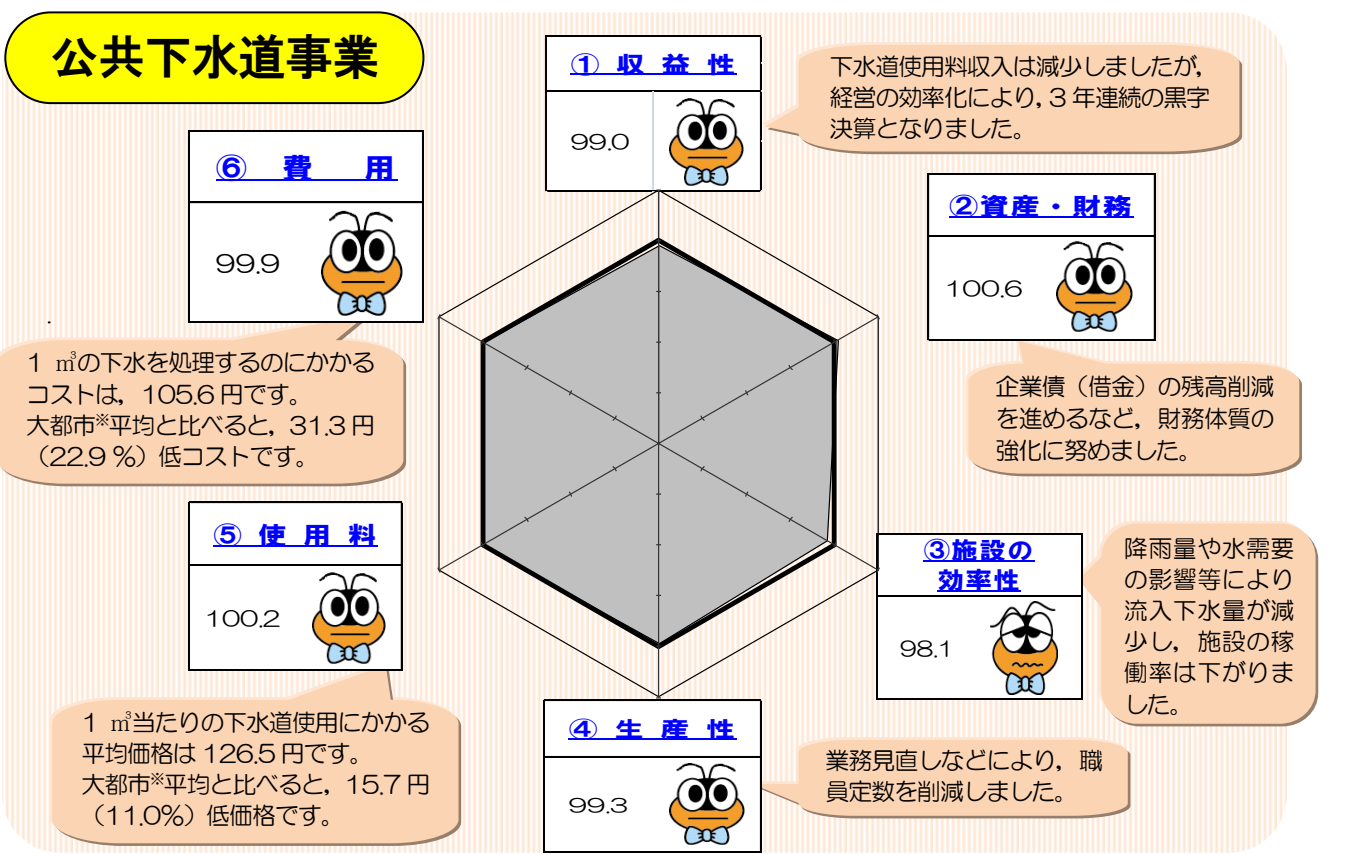 公共下水道事業
① 収 益 性
99.0
下水道使用料収入は減少しましたが，
経営の効率化により，３年連続の黒字
決算となりました。
②資産・財務
100.6
企業債（借金）の残高削減
を進めるなど，財務体質の
強化に努めました。
③施設の
効率性
98.1
降雨量や水需要
の影響等により
流入下水量が減
少し，施設の稼
働率は下がりま
した。
④ 生 産 性
99.3
業務見直しなどにより，職
員定数を削減しました。
⑤ 使 用 料
100.2
１ ㎥当たりの下水道使用にかかる
平均価格は 126.5 円です。
大都市※平均と比べると，15.7 円
（11.0％）低価格です。
⑥ 費 用
99.9
１ ㎥の下水を処理するのにかかる
コストは，105.6 円です。
大都市※平均と比べると，31.3 円
（22.9 ％）低コストです。